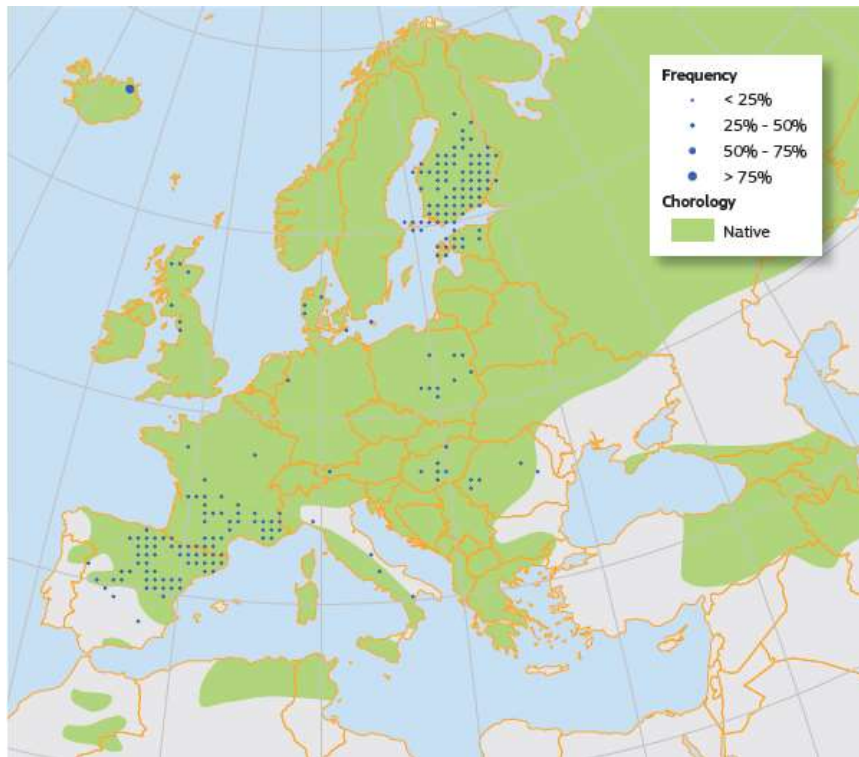 Frequency
< 25%
25% - 50%
50% - 75%
> 75%
Chorology
Native